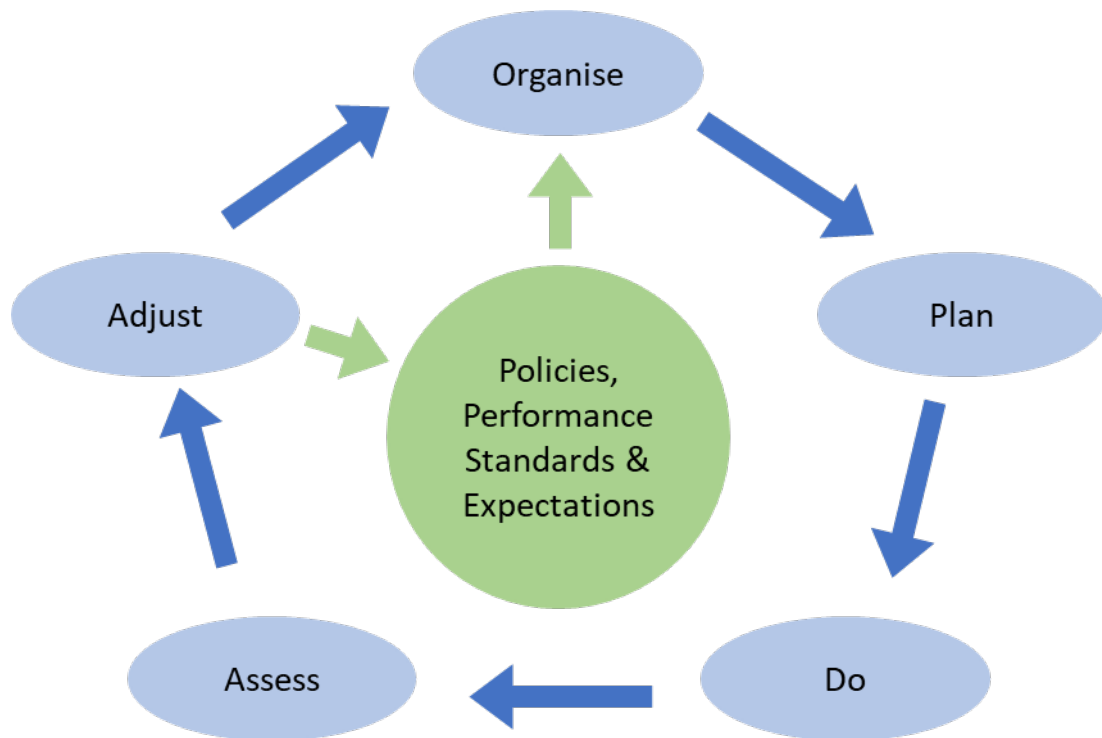 Organise
Adjust
Plan
Policies,
Performance
Standards &
Expectations
Assess
Do